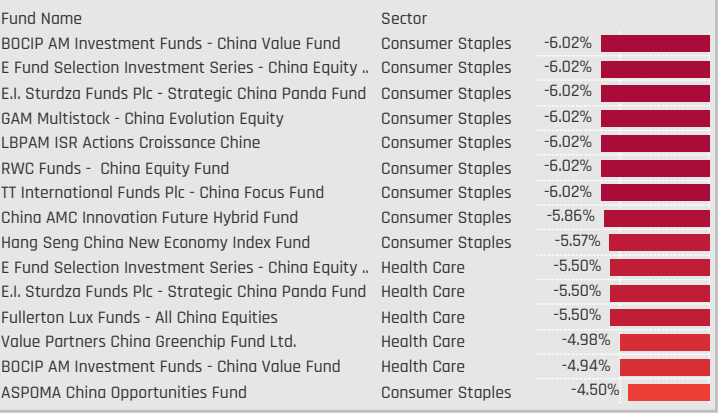 Fund Name Sector
BOCIP AM Investment Funds - China Value Fund Consumer Staples -6.02%
E Fund Selection Investment Series - China Equity .. Consumer Staples -6.02%
E.I. Sturdza Funds Plc - Strategic China Panda Fund Consumer Staples -6.02%
GAM Multistock - China Evolution Equity Consumer Staples -6.02%
LBPAM ISR Actions Croissance Chine Consumer Staples -6.02%
RWC Funds - China Equity Fund Consumer Staples -6.02%
TT International Funds Plc - China Focus Fund Consumer Staples -6.02%
China AMC Innovation Future Hybrid Fund Consumer Staples -5.86%
Hang Seng China New Economy Index Fund Consumer Staples -5.57%
E Fund Selection Investment Series - China Equity .. Health Care -5.50%
E.I. Sturdza Funds Plc - Strategic China Panda Fund Health Care -5.50%
Fullerton Lux Funds - All China Equities Health Care -5.50%
Value Partners China Greenchip Fund Ltd. Health Care -4.98%
BOCIP AM Investment Funds - China Value Fund Health Care -4.94%
ASPOMA China Opportunities Fund Consumer Staples -4.50%